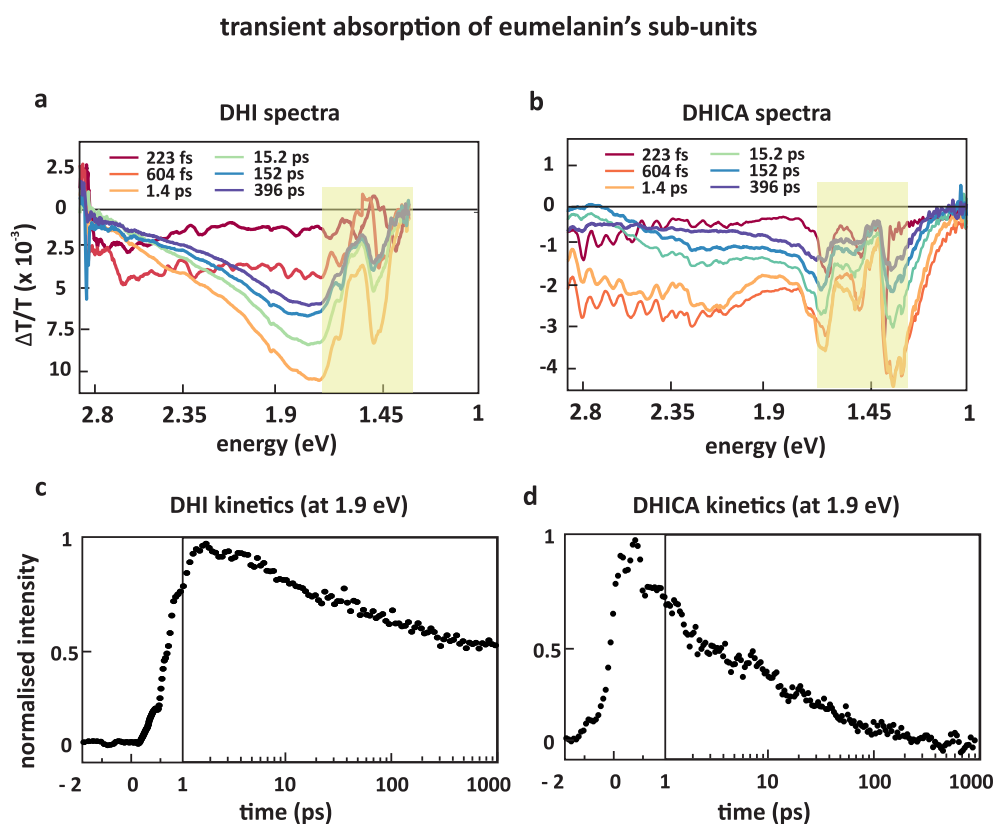 transient absorption of eumelanin's sub-units
a
DHI spectra
223 fs
604 fs
1.4 ps
15.2 ps
152 ps
396 ps
2.5
0
2.5
5
7.5
10
ΔT/T (x 10⁻³)
2.8
2.35
1.9
1.45
1
energy (eV)
b
DHICA spectra
223 fs
604 fs
1.4 ps
15.2 ps
152 ps
396 ps
1
0
-1
-2
-3
-4
2.8
2.35
1.9
1.45
1
energy (eV)
c
DHI kinetics (at 1.9 eV)
1
0.5
0
normalised intensity
- 2
0
1
10
100
1000
time (ps)
d
DHICA kinetics (at 1.9 eV)
1
0.5
0
- 2
0
1
10
100
1000
time (ps)